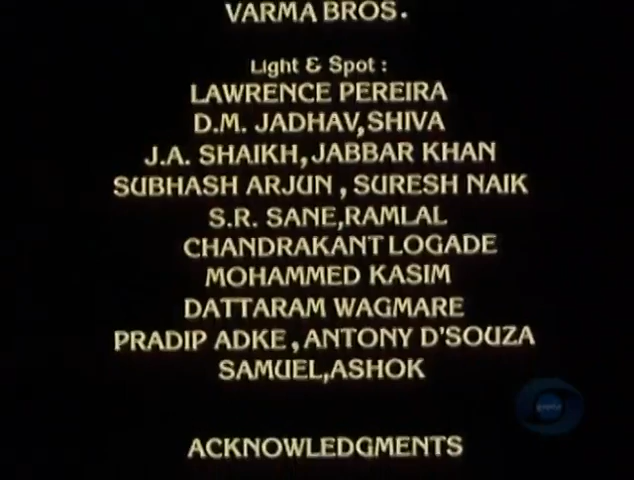 VARMA BROS.
Light & Spot :
LAWRENCE PEREIRA
D.M. JADHAV, SHIVA
J.A. SHAIKH, JABBAR KHAN
SUBHASH ARJUN , SURESH NAIK
S.R. SANE,RAMLAL
CHANDRAKANT LOGADE
MOHAMMED KASIM
DATTARAM WAGMARE
PRADIP ADKE , ANTONY D'SOUZA
SAMUEL,ASHOK
ACKNOWLEDGMENTS